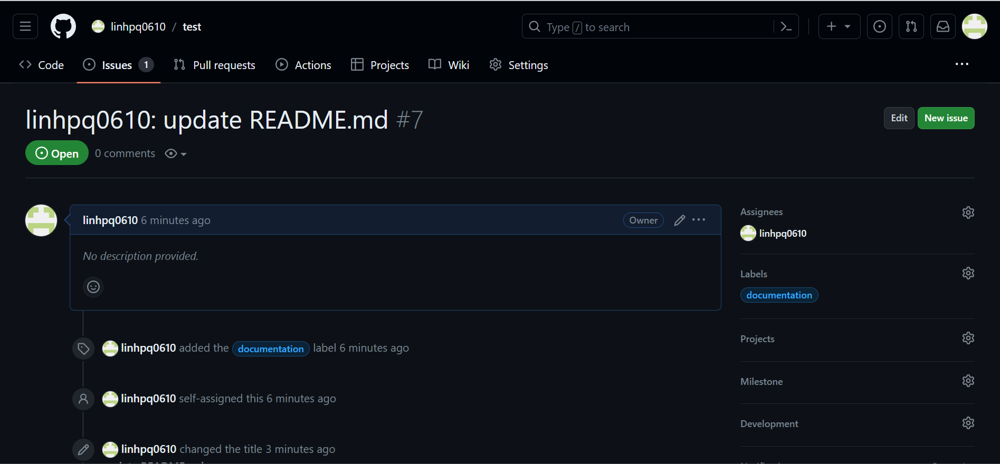 linhpq0610 / test
Type / to search
Code
Issues 1
Pull requests
Actions
Projects
Wiki
Settings
linhpq0610: update README.md #7
Edit
New issue
Open
0 comments
linhpq0610 6 minutes ago
Owner
No description provided.
linhpq0610 added the documentation label 6 minutes ago
linhpq0610 self-assigned this 6 minutes ago
linhpq0610 changed the title 3 minutes ago
Assignees
linhpq0610
Labels
documentation
Projects
Milestone
Development